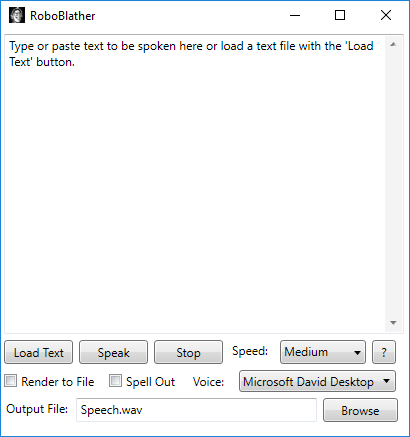 RoboBlather
Type or paste text to be spoken here or load a text file with the 'Load
Text' button.
Load Text Speak Stop Speed: Medium ?
Render to File Spell Out Voice: Microsoft David Desktop
Output File: Speech.wav Browse